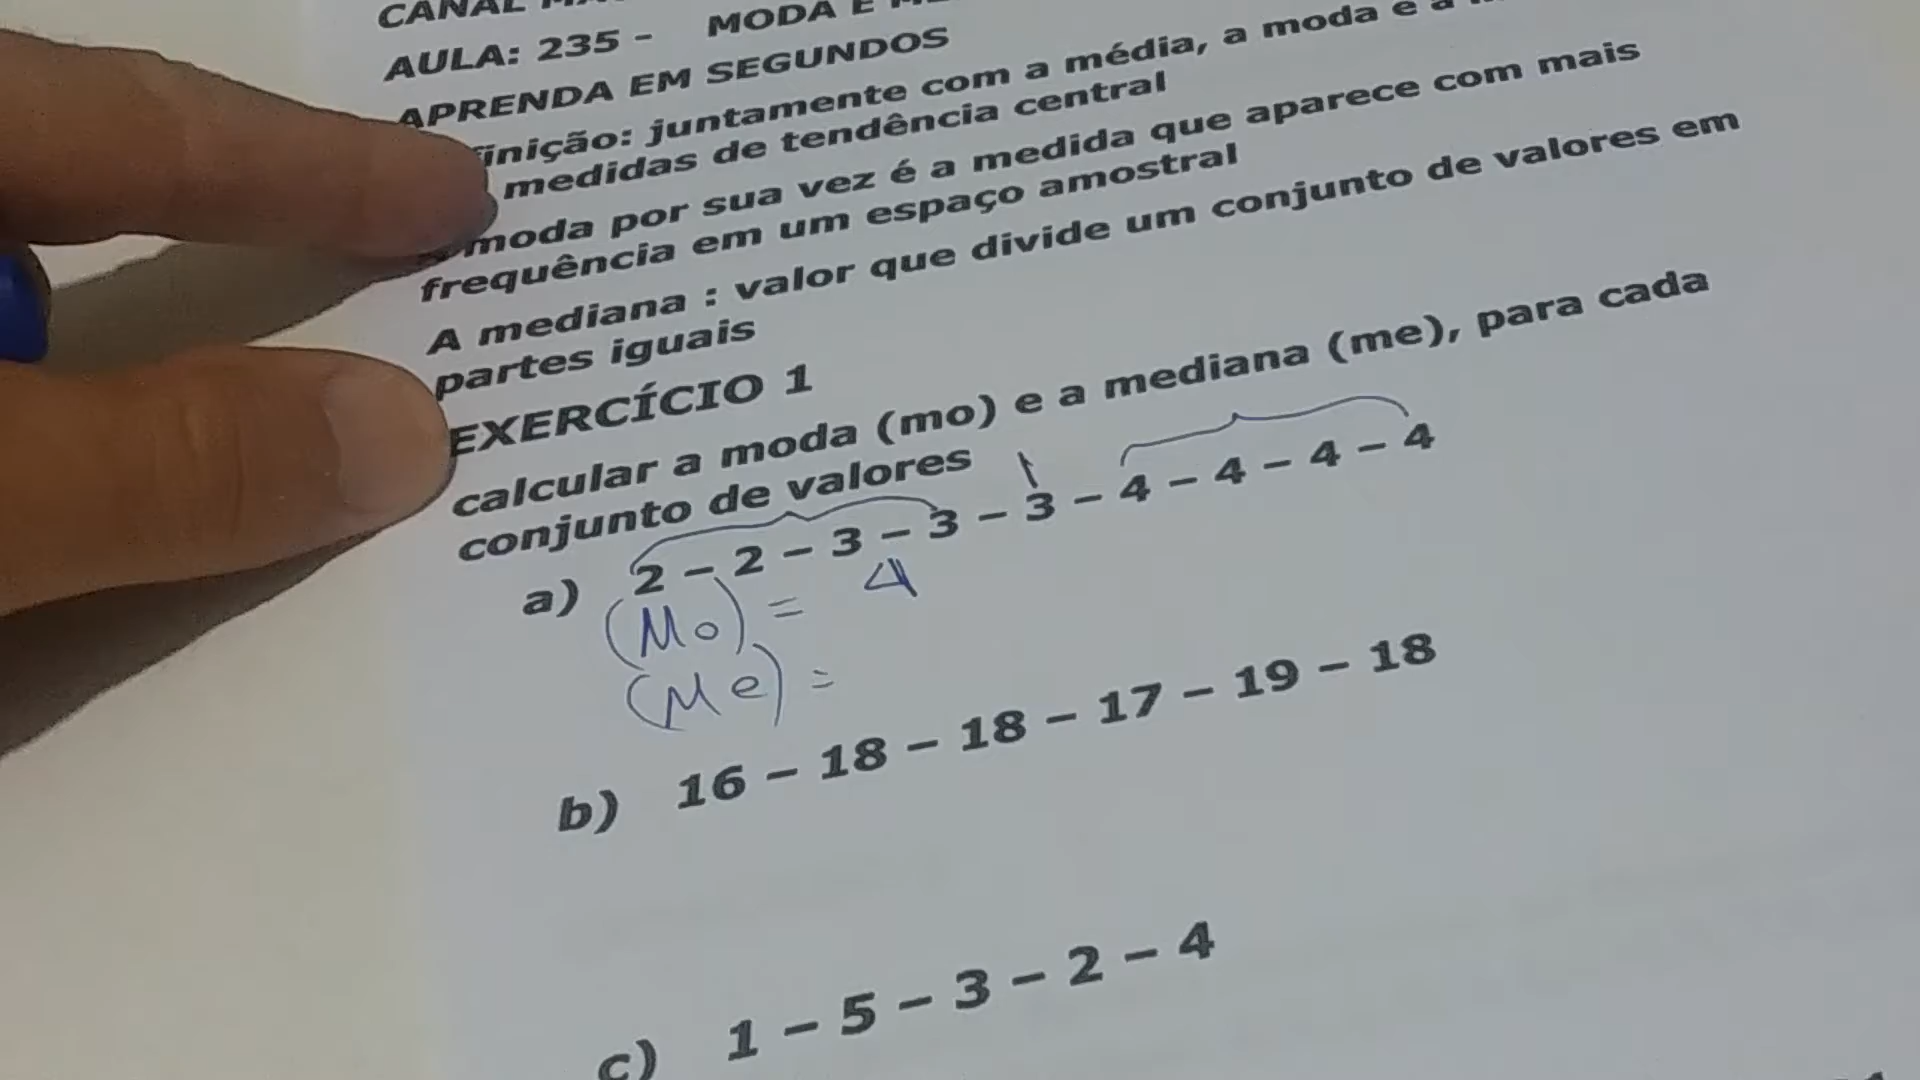 CANAL
AULA: 235 - MODA E
APRENDA EM SEGUNDOS
inição: juntamente com a média, a moda e a
medidas de tendência central
moda por sua vez é a medida que aparece com mais
frequência em um espaço amostral
A mediana : valor que divide um conjunto de valores em
partes iguais
EXERCÍCIO 1
calcular a moda (mo) e a mediana (me), para cada
conjunto de valores
a) 2 – 2 – 3 – 3 – 3 – 4 – 4 – 4 – 4
(Mo) = 4
(Me) =
b) 16 – 18 – 18 – 17 – 19 – 18
c) 1 – 5 – 3 – 2 – 4